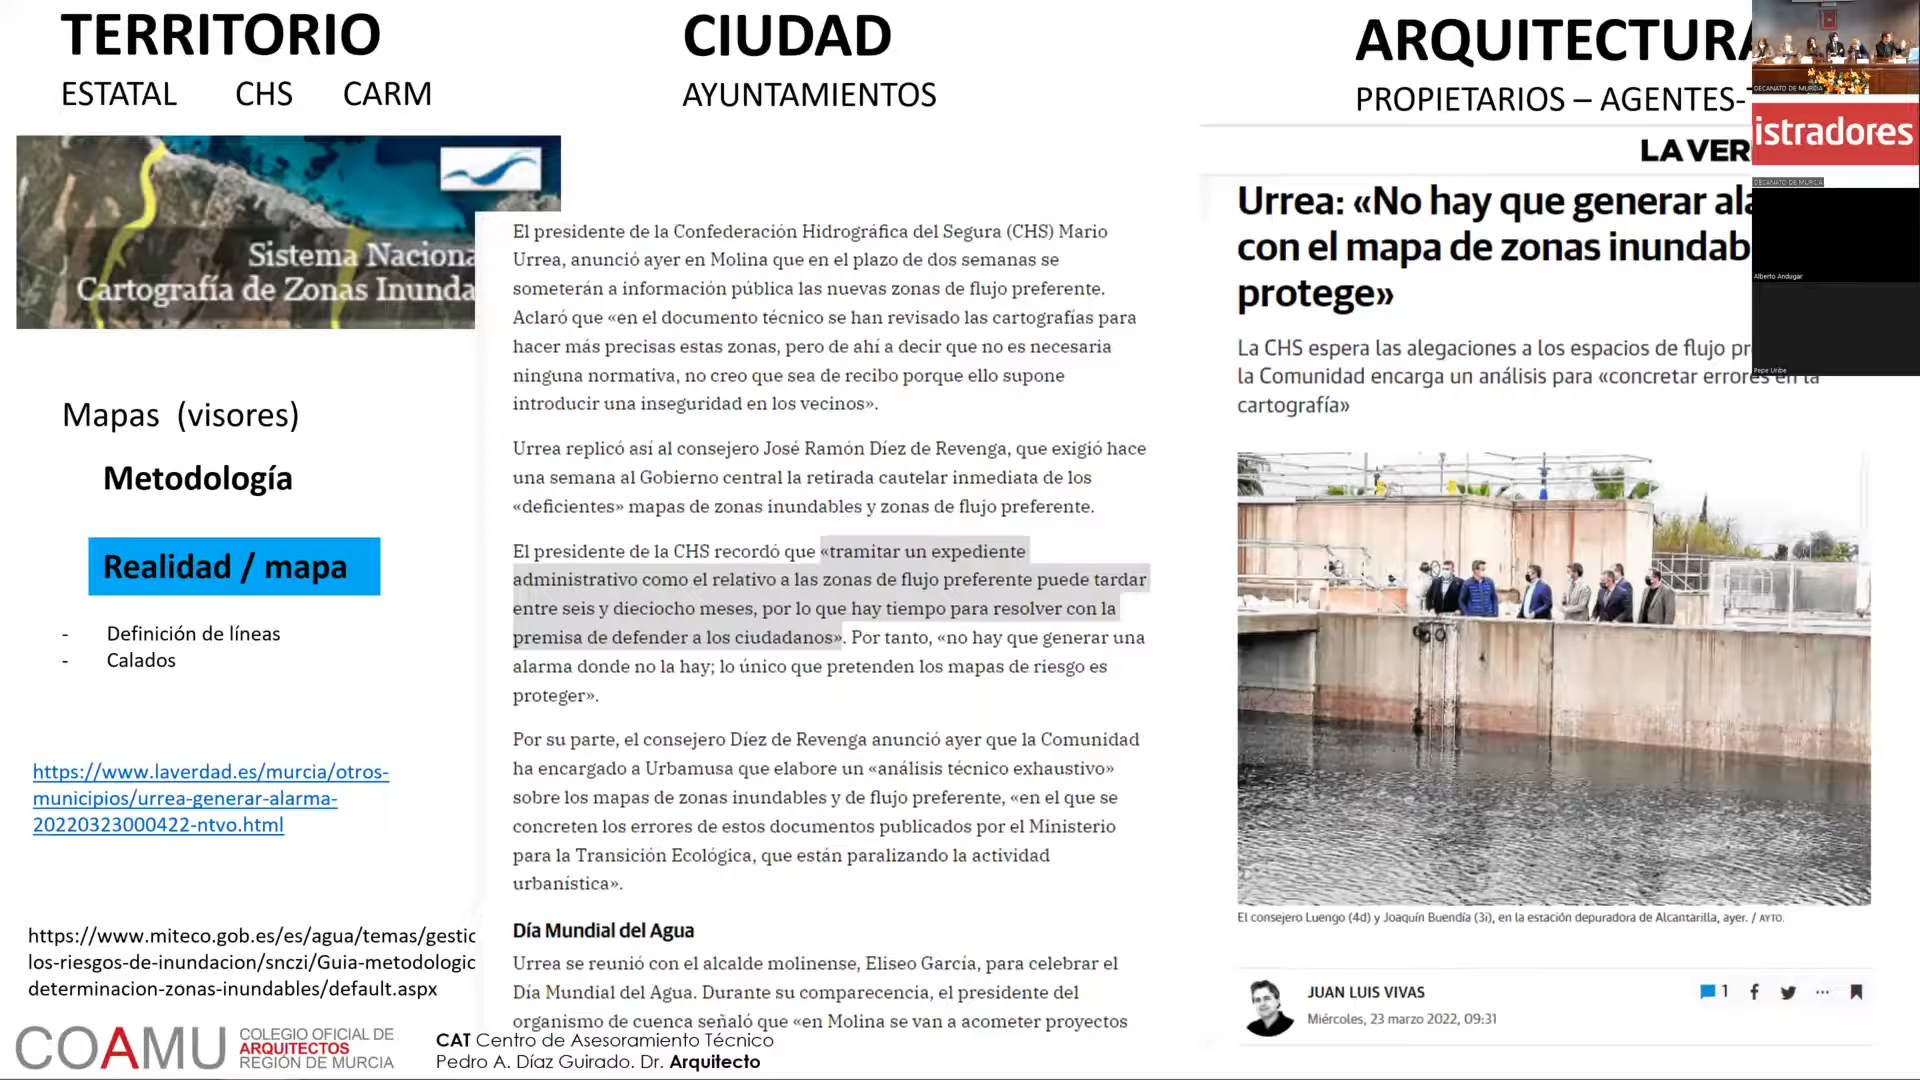 TERRITORIO
ESTATAL CHS CARM
CIUDAD
AYUNTAMIENTOS
ARQUITECTURA
PROPIETARIOS – AGENTES-
DECANATO DE MURCIA
istradores
DECANATO DE MURCIA
Alberto Andugar
Pepe Uribe
Sistema Naciona
Cartografía de Zonas Inunda
Mapas (visores)
Metodología
Realidad / mapa
- Definición de líneas
- Calados
https://www.laverdad.es/murcia/otros-
municipios/urrea-generar-alarma-
20220323000422-ntvo.html
https://www.miteco.gob.es/es/agua/temas/gestic
los-riesgos-de-inundacion/snczi/Guia-metodologic
determinacion-zonas-inundables/default.aspx
El presidente de la Confederación Hidrográfica del Segura (CHS) Mario
Urrea, anunció ayer en Molina que en el plazo de dos semanas se
someterán a información pública las nuevas zonas de flujo preferente.
Aclaró que «en el documento técnico se han revisado las cartografías para
hacer más precisas estas zonas, pero de ahí a decir que no es necesaria
ninguna normativa, no creo que sea de recibo porque ello supone
introducir una inseguridad en los vecinos».
Urrea replicó así al consejero José Ramón Díez de Revenga, que exigió hace
una semana al Gobierno central la retirada cautelar inmediata de los
«deficientes» mapas de zonas inundables y zonas de flujo preferente.
El presidente de la CHS recordó que «tramitar un expediente
administrativo como el relativo a las zonas de flujo preferente puede tardar
entre seis y dieciocho meses, por lo que hay tiempo para resolver con la
premisa de defender a los ciudadanos». Por tanto, «no hay que generar una
alarma donde no la hay; lo único que pretenden los mapas de riesgo es
proteger».
Por su parte, el consejero Díez de Revenga anunció ayer que la Comunidad
ha encargado a Urbamusa que elabore un «análisis técnico exhaustivo»
sobre los mapas de zonas inundables y de flujo preferente, «en el que se
concreten los errores de estos documentos publicados por el Ministerio
para la Transición Ecológica, que están paralizando la actividad
urbanística».
Día Mundial del Agua
Urrea se reunió con el alcalde molinense, Eliseo García, para celebrar el
Día Mundial del Agua. Durante su comparecencia, el presidente del
organismo de cuenca señaló que «en Molina se van a acometer proyectos
LA VER
Urrea: «No hay que generar ala
con el mapa de zonas inundab
protege»
La CHS espera las alegaciones a los espacios de flujo pr
la Comunidad encarga un análisis para «concretar errores en la
cartografía»
El consejero Luengo (4d) y Joaquín Buendía (3i), en la estación depuradora de Alcantarilla, ayer. / AYTO.
JUAN LUIS VIVAS
Miércoles, 23 marzo 2022, 09:31
1
COAMU
COLEGIO OFICIAL DE
ARQUITECTOS
REGIÓN DE MURCIA
CAT Centro de Asesoramiento Técnico
Pedro A. Díaz Guirado. Dr. Arquitecto